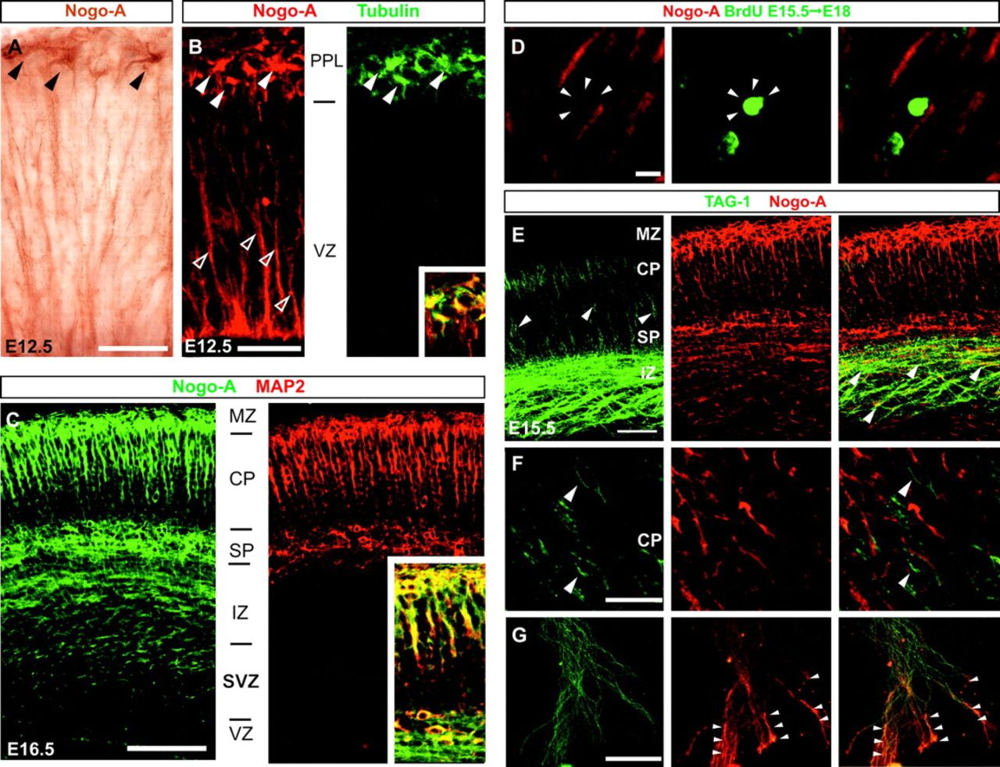 Nogo-A
A
E12.5
Nogo-A Tubulin
B
PPL
VZ
E12.5
Nogo-A MAP2
C
MZ
CP
SP
IZ
SVZ
VZ
E16.5
Nogo-A BrdU E15.5→E18
D
TAG-1 Nogo-A
E
MZ
CP
SP
IZ
E15.5
F
CP
G